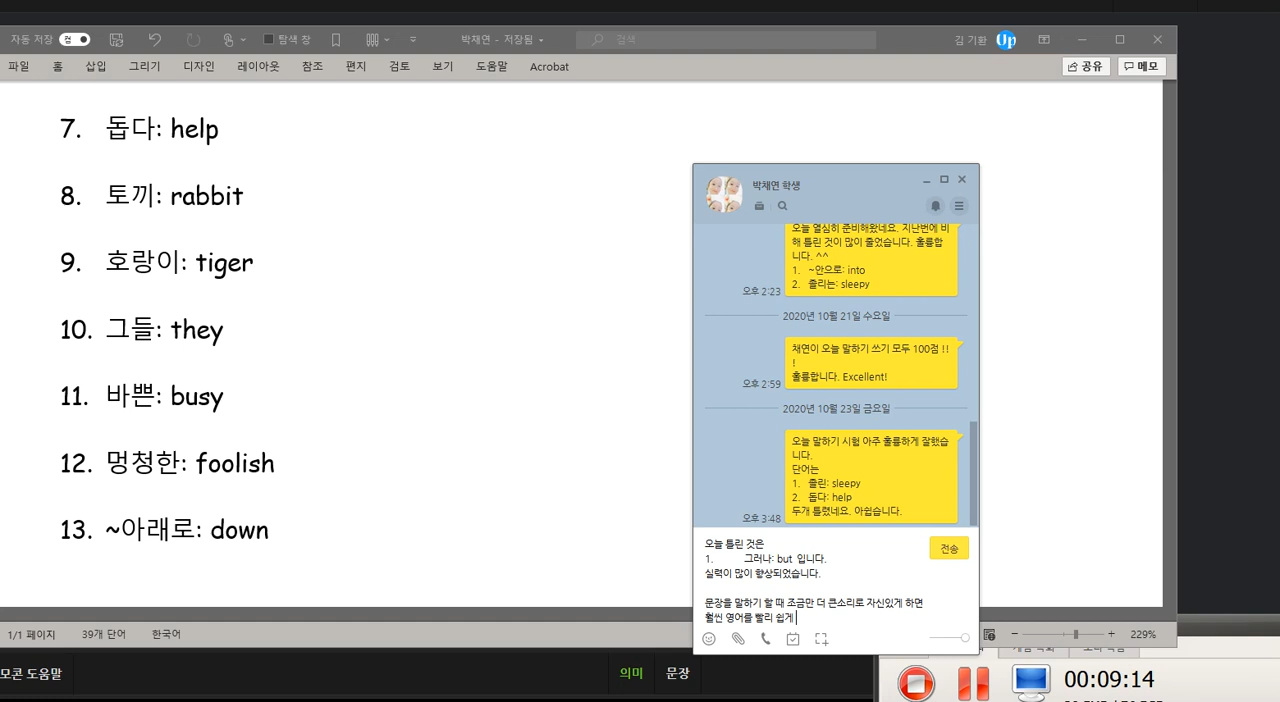 자동 저장 컴 탐색 창 박재연 - 저장됨 검색 김 기환 Up
파일 홈 삽입 그리기 디자인 레이아웃 참조 편지 검토 보기 도움말 Acrobat 공유 메모
7. 돕다: help
8. 토끼: rabbit
9. 호랑이: tiger
10. 그들: they
11. 바쁜: busy
12. 멍청한: foolish
13. ~아래로: down
박채연 학생
오늘 열심히 준비해왔네요. 지난번에 비
해 틀린 것이 많이 줄었습니다. 훌륭합
니다. ^^
1. ~안으로: into
2. 졸리는: sleepy
오후 2:23
2020년 10월 21일 수요일
채연이 오늘 말하기 쓰기 모두 100점 !!
!
훌륭합니다. Excellent!
오후 2:59
2020년 10월 23일 금요일
오늘 말하기 시험 아주 훌륭하게 잘했습
니다.
단어는
1. 졸린: sleepy
2. 돕다: help
두개 틀렸네요. 아쉽습니다.
오후 3:48
오늘 틀린 것은
1. 그러나: but 입니다.
실력이 많이 향상되었습니다.
문장을 말하기 할 때 조금만 더 큰소리로 자신있게 하면
훨씬 영어를 빨리 쉽게
전송
1/1 페이지 39개 단어 한국어 229%
모콘 도움말 의미 문장
00:09:14